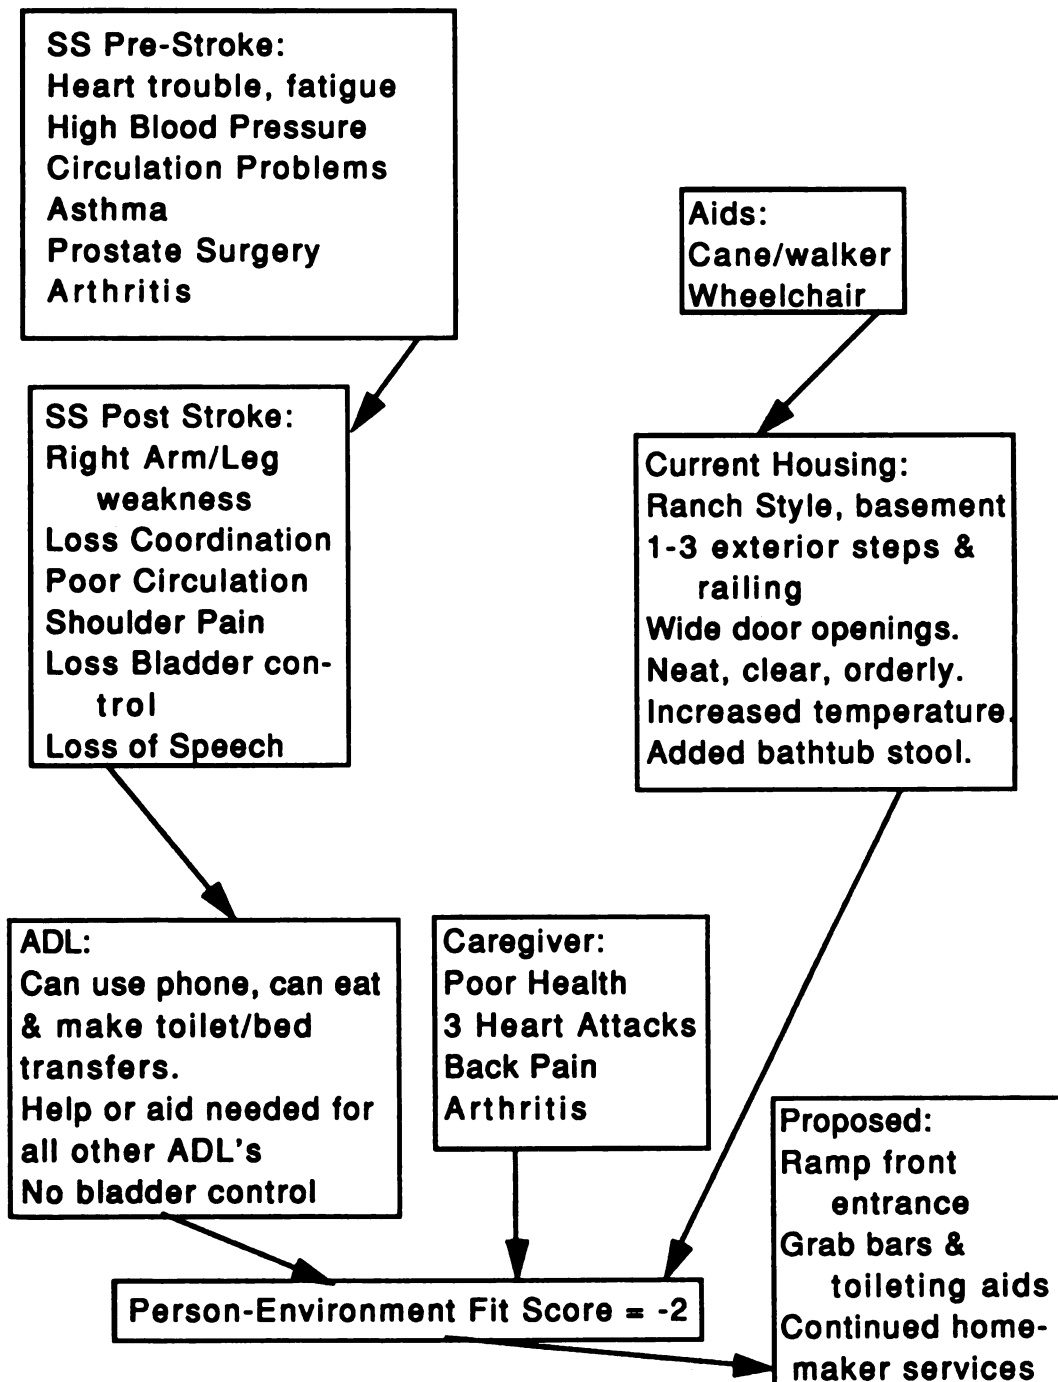 SS Pre-Stroke:
Heart trouble, fatigue
High Blood Pressure
Circulation Problems
Asthma
Prostate Surgery
Arthritis
Aids:
Cane/walker
Wheelchair
SS Post Stroke:
Right Arm/Leg
weakness
Loss Coordination
Poor Circulation
Shoulder Pain
Loss Bladder con-
trol
Loss of Speech
Current Housing:
Ranch Style, basement
1-3 exterior steps &
railing
Wide door openings.
Neat, clear, orderly.
Increased temperature.
Added bathtub stool.
ADL:
Can use phone, can eat
& make toilet/bed
transfers.
Help or aid needed for
all other ADL's
No bladder control
Caregiver:
Poor Health
3 Heart Attacks
Back Pain
Arthritis
Person-Environment Fit Score = -2
Proposed:
Ramp front
entrance
Grab bars &
toileting aids
Continued home-
maker services